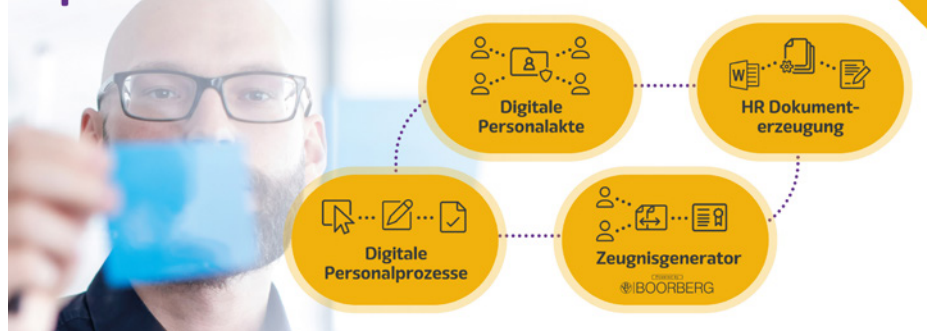 Digitale
Personalakte
HR Dokument-
erzeugung
W
Digitale
Personalprozesse
Zeugnisgenerator
BOORBERG